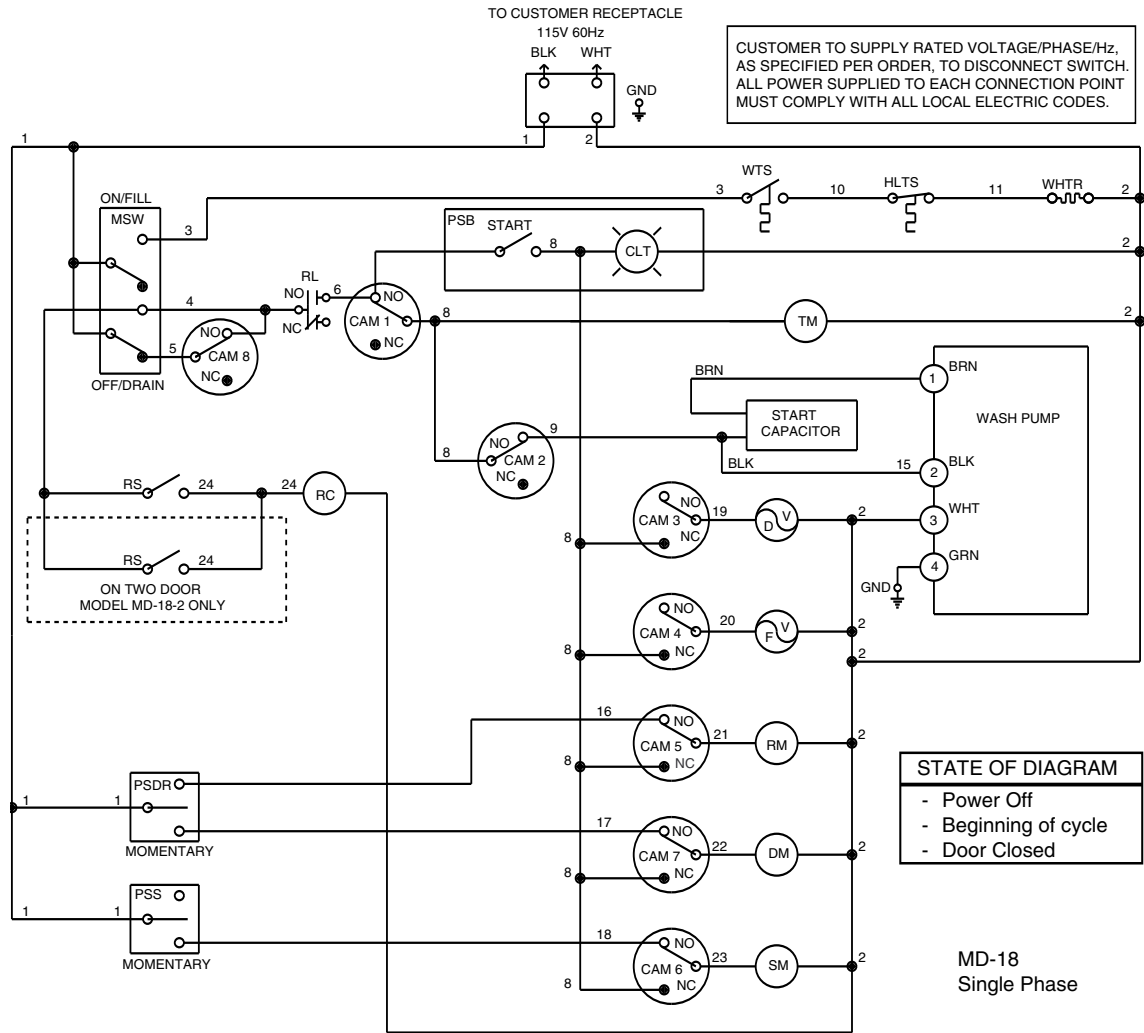 TO CUSTOMER RECEPTACLE
115V 60Hz
BLK WHT
GND
CUSTOMER TO SUPPLY RATED VOLTAGE/PHASE/Hz,
AS SPECIFIED PER ORDER, TO DISCONNECT SWITCH.
ALL POWER SUPPLIED TO EACH CONNECTION POINT
MUST COMPLY WITH ALL LOCAL ELECTRIC CODES.
1 1 2
WTS
3 10 HLTS 11 WHTR 2
ON/FILL
MSW
3
PSB START
8 CLT 2
RL
NO 6 NO
4
NC CAM 1 8 TM 2
NC
NO
5 CAM 8
NC
OFF/DRAIN
BRN 1 BRN
START
CAPACITOR
WASH PUMP
9
NO
8 CAM 2
NC
BLK 15 2 BLK
RS 24 24 RC
NO
CAM 3 19 D V 2 3 WHT
8 NC
RS 24
ON TWO DOOR
MODEL MD-18-2 ONLY
4 GRN
GND
NO
CAM 4 20 F V 2
8 NC
2
16 NO
CAM 5 21 RM 2
8 NC
STATE OF DIAGRAM
- Power Off
- Beginning of cycle
- Door Closed
PSDR
1 1
MOMENTARY
17 NO
CAM 7 22 DM 2
8 NC
PSS
1 1
MOMENTARY
18 NO
CAM 6 23 SM 2
8 NC
MD-18
Single Phase